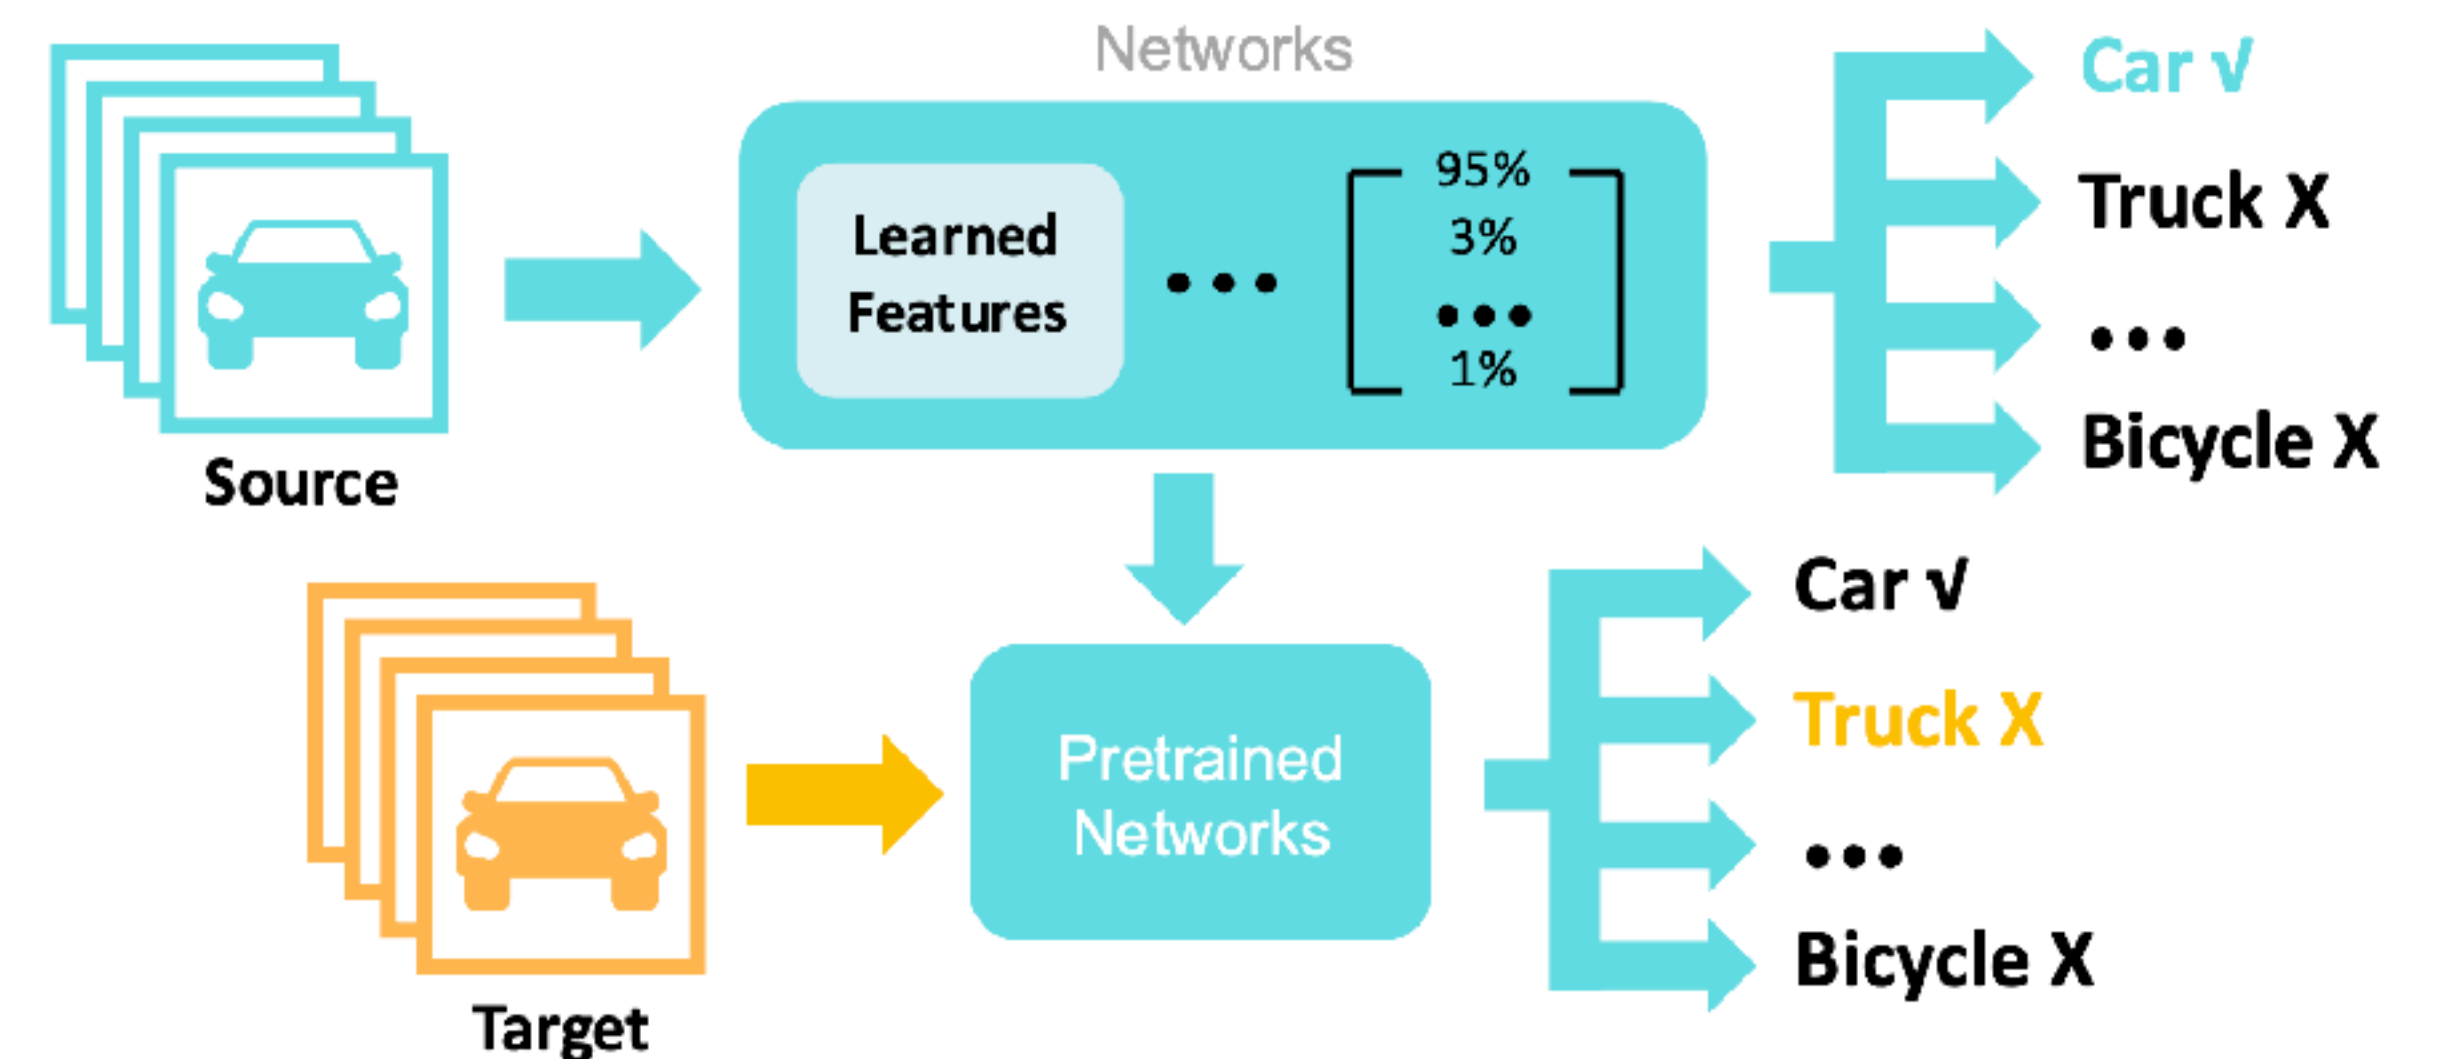 Networks
Learned
Features
•••
95%
3%
•••
1%
Car √
Truck X
•••
Bicycle X
Source
Pretrained
Networks
Car √
Truck X
•••
Bicycle X
Target